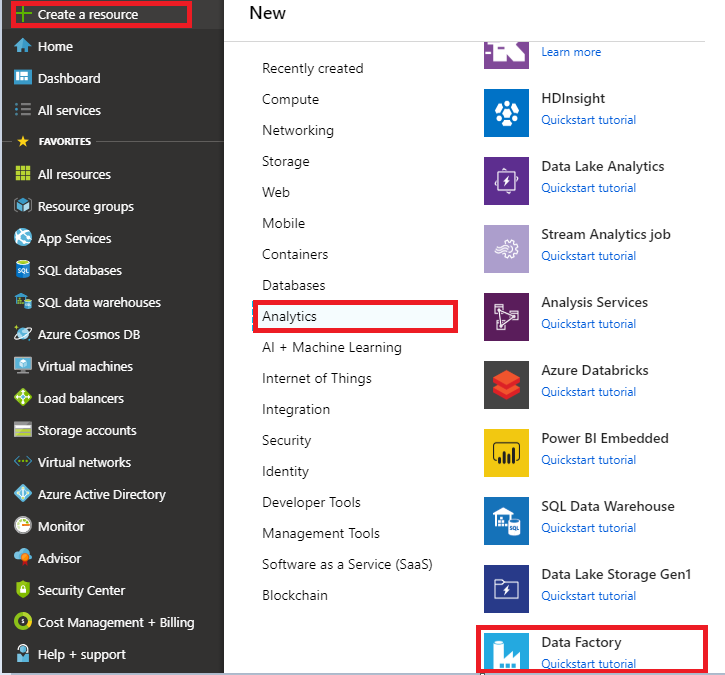 Create a resource
Home
Dashboard
All services
FAVORITES
All resources
Resource groups
App Services
SQL databases
SQL data warehouses
Azure Cosmos DB
Virtual machines
Load balancers
Storage accounts
Virtual networks
Azure Active Directory
Monitor
Advisor
Security Center
Cost Management + Billing
Help + support
New
Recently created
Compute
Networking
Storage
Web
Mobile
Containers
Databases
Analytics
AI + Machine Learning
Internet of Things
Integration
Security
Identity
Developer Tools
Management Tools
Software as a Service (SaaS)
Blockchain
Learn more
HDInsight
Quickstart tutorial
Data Lake Analytics
Quickstart tutorial
Stream Analytics job
Quickstart tutorial
Analysis Services
Quickstart tutorial
Azure Databricks
Quickstart tutorial
Power BI Embedded
Quickstart tutorial
SQL Data Warehouse
Quickstart tutorial
Data Lake Storage Gen1
Quickstart tutorial
Data Factory
Quickstart tutorial